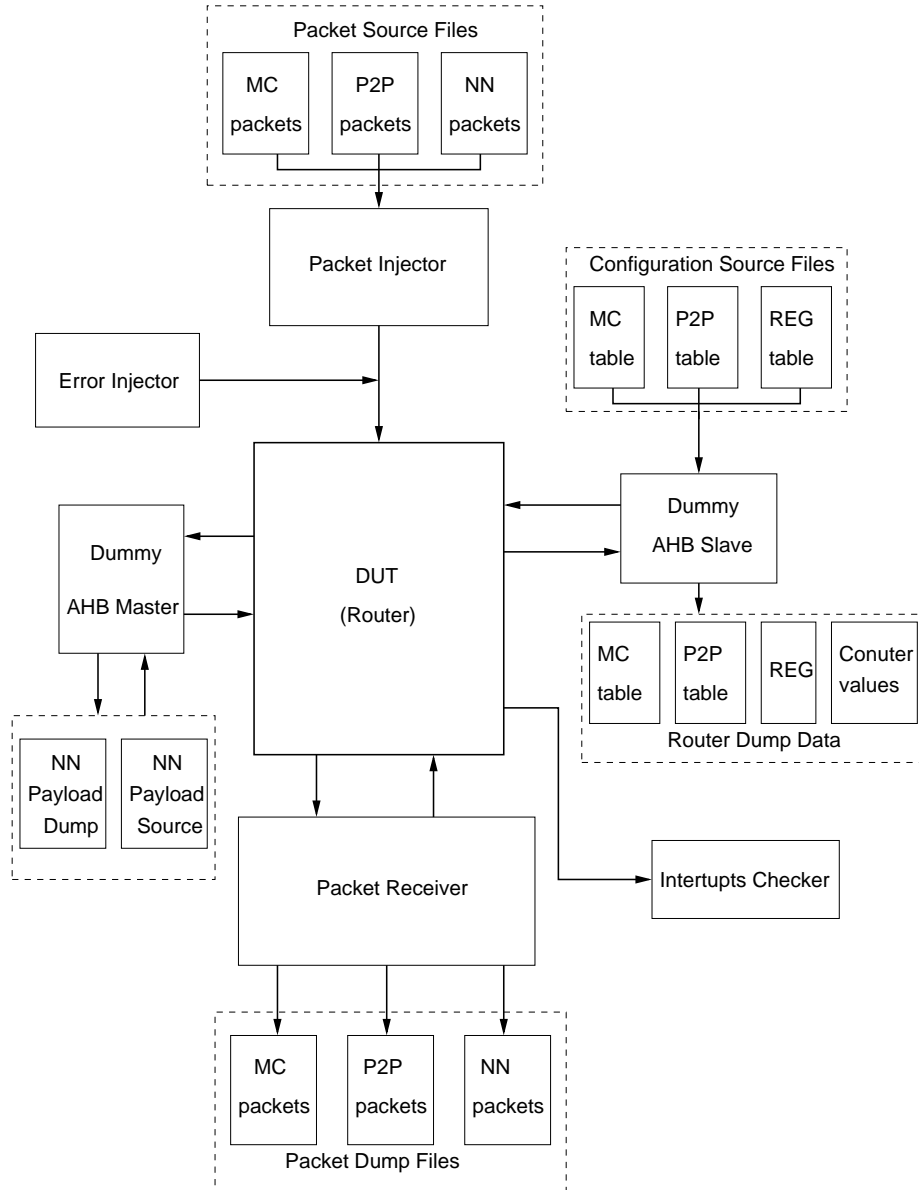 Packet Source Files
MC
packets
P2P
packets
NN
packets
Packet Injector
Configuration Source Files
MC
table
P2P
table
REG
table
Error Injector
Dummy
AHB Slave
Dummy
AHB Master
DUT
(Router)
MC
table
P2P
table
REG
Conuter
values
Router Dump Data
NN
Payload
Dump
NN
Payload
Source
Packet Receiver
Intertupts Checker
MC
packets
P2P
packets
NN
packets
Packet Dump Files